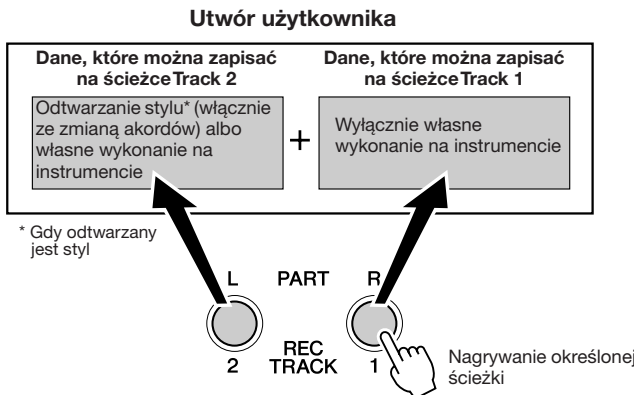 Utwór użytkownika
Dane, które można zapisać
na ścieżce Track 2
Dane, które można zapisać
na ścieżce Track 1
Odtwarzanie stylu* (włącznie
ze zmianą akordów) albo
własne wykonanie na
instrumencie
+
Wyłącznie własne
wykonanie na instrumencie
* Gdy odtwarzany
jest styl
L PART R
2 REC TRACK 1
Nagrywanie określonej
ścieżki